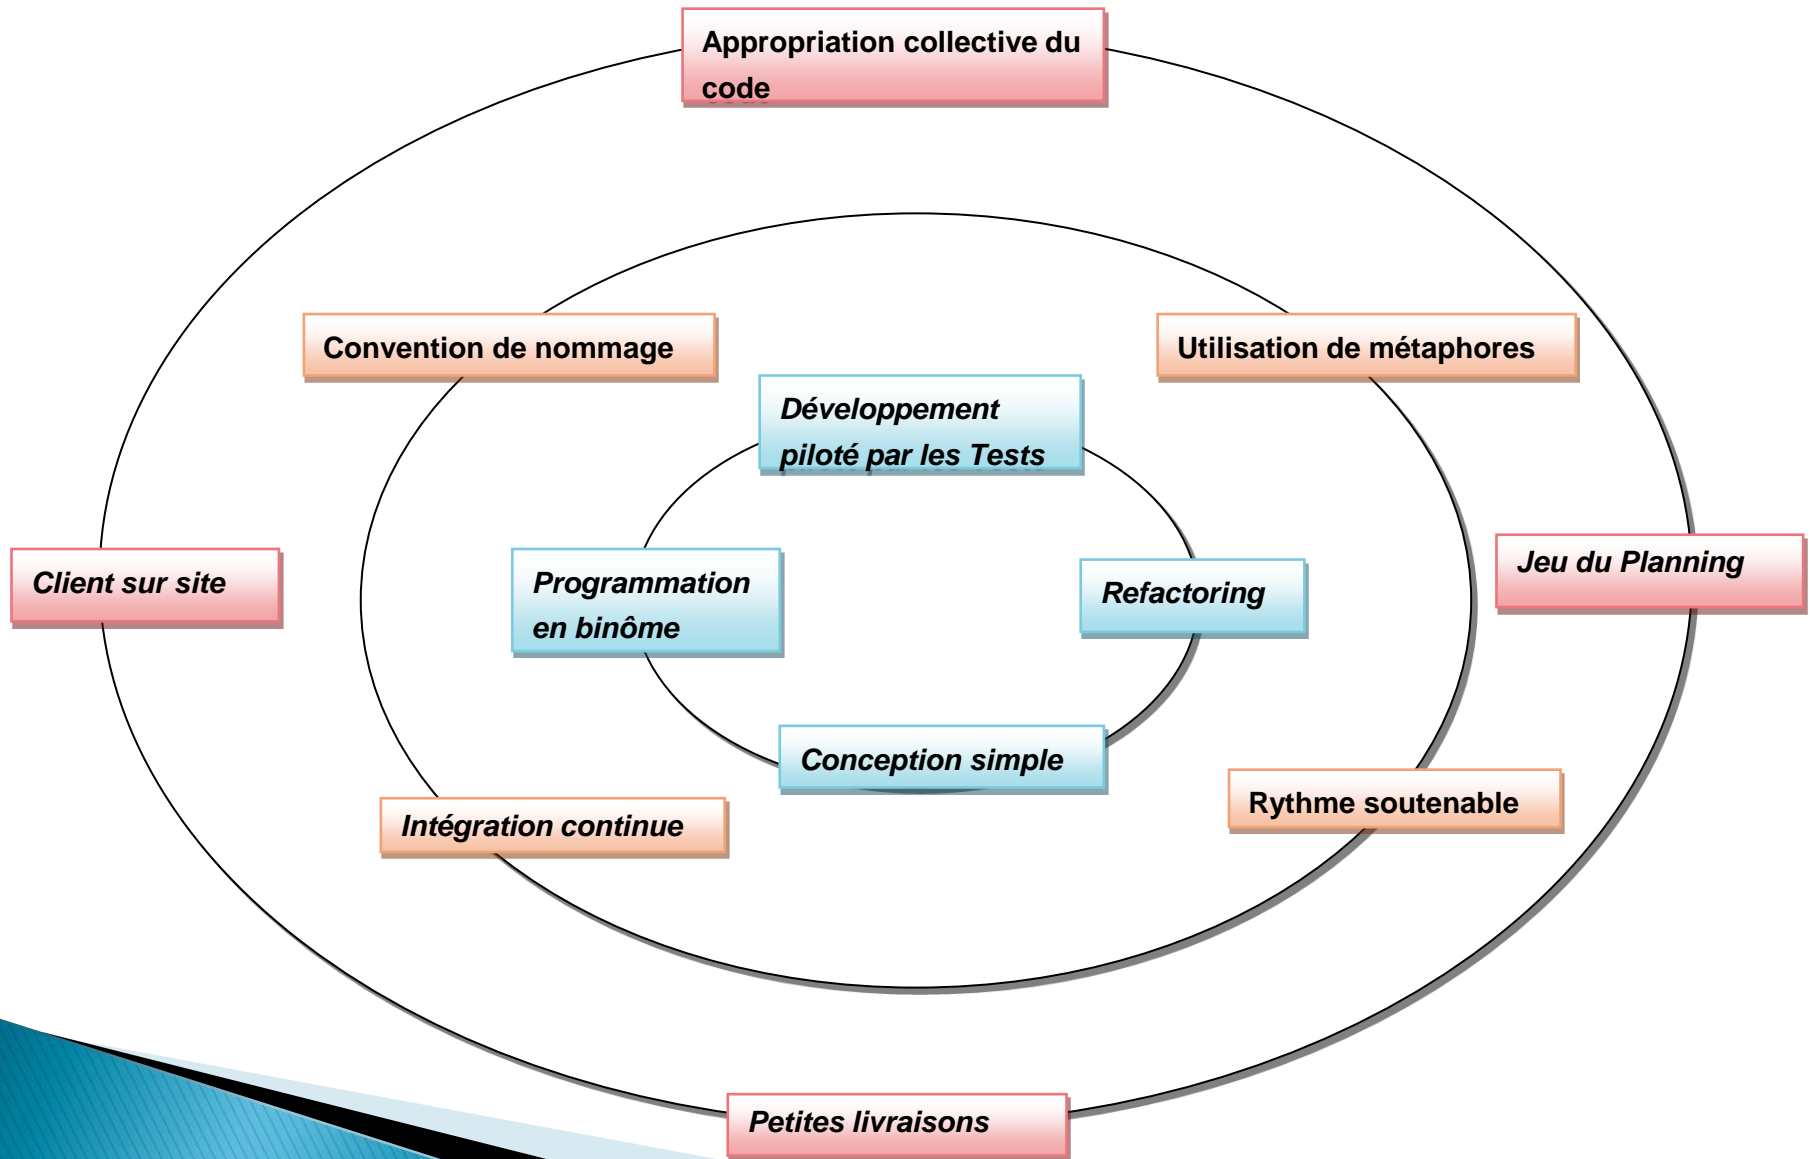 Appropriation collective du
code
Convention de nommage
Utilisation de métaphores
Développement
piloté par les Tests
Client sur site
Programmation
en binôme
Refactoring
Jeu du Planning
Conception simple
Intégration continue
Rythme soutenable
Petites livraisons